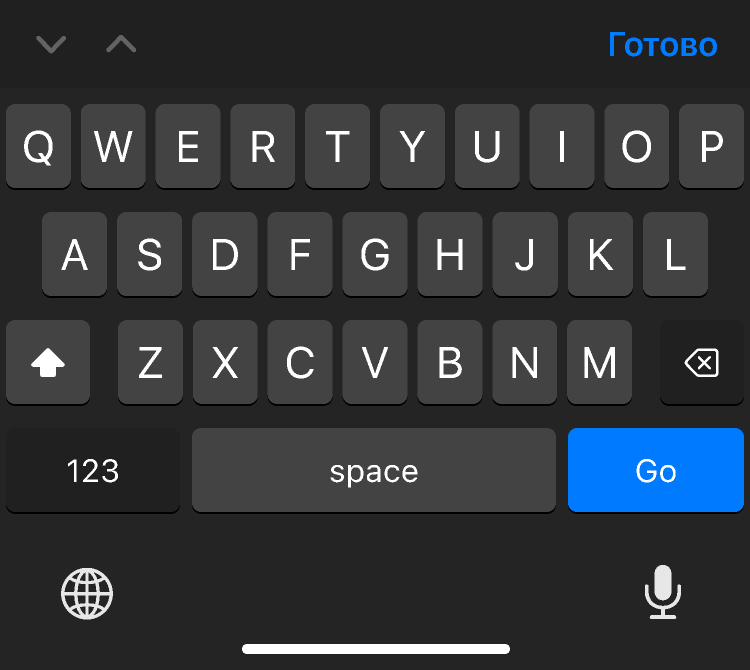 Готово
Q W E R T Y U I O P
A S D F G H J K L
Z X C V B N M
123 space Go